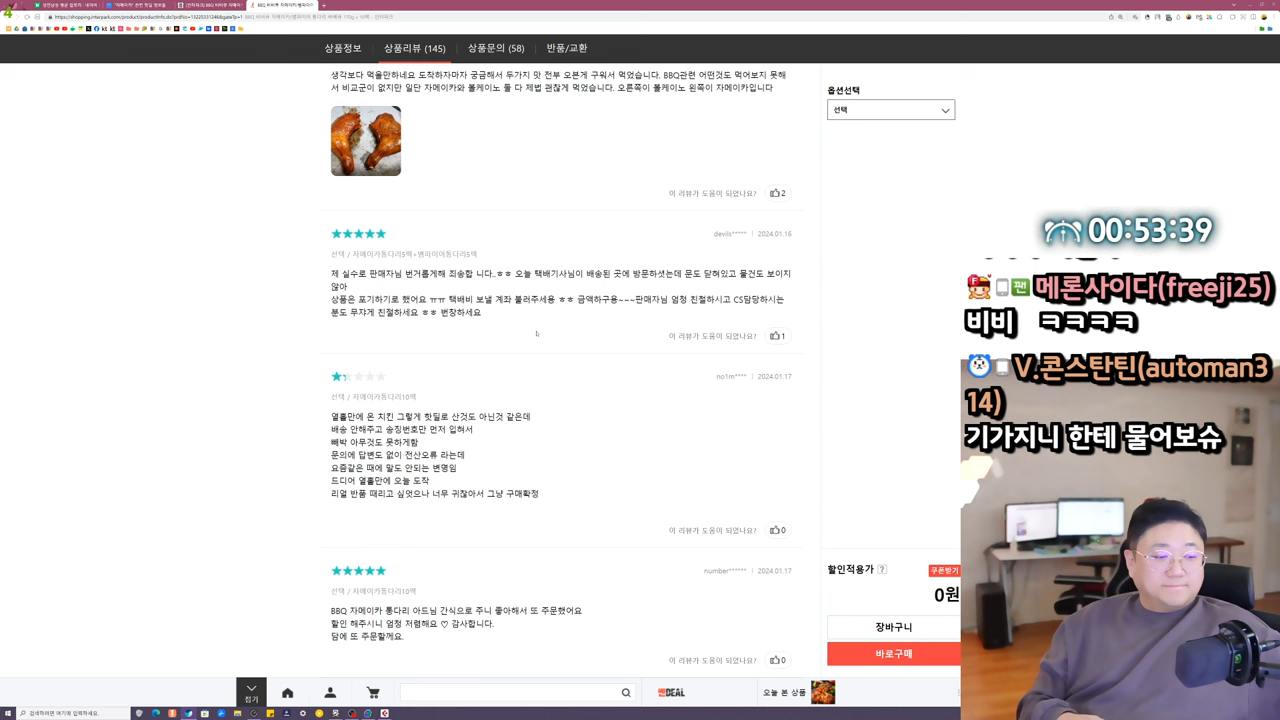 상품정보
상품리뷰 (145)
상품문의 (58)
반품/교환
생각보다 먹을만하네요 도착하자마자 궁금해서 두가지 맛 전부 오븐게 구워서 먹었습니다. BBQ관련 어떤것도 먹어보지 못해
서 비교군이 없지만 일단 자메이카와 볼케이노 둘 다 제법 괜찮게 먹었습니다. 오른쪽이 볼케이노 왼쪽이 자메이카입니다
이 리뷰가 도움이 되었나요? 2
devils***** | 2024.01.16
선택 / 자메이카통다리5팩+뱀파이어통다리5팩
제 실수로 판매자님 번거롭게해 죄송합 니다..ㅎㅎ 오늘 택배기사님이 배송된 곳에 방문하셧는데 문도 닫혀있고 물건도 보이지
않아
상품은 포기하기로 했어요 ㅠㅠ 택배비 보낼 계좌 불러주세용 ㅎㅎ 금액하구용~~~판매자님 엄청 친절하시고 CS담당하시는
분도 무쟈게 친절하세요 ㅎㅎ 번창하세요
이 리뷰가 도움이 되었나요? 1
no1m**** | 2024.01.17
선택 / 자메이카통다리10팩
열흘만에 온 치킨 그렇게 핫딜로 산것도 아닌것 같은데
배송 안해주고 송장번호만 먼저 입혀서
빼박 아무것도 못하게함
문의에 답변도 없이 전산오류 라는데
요즘같은 때에 말도 안되는 변명임
드디어 열흘만에 오늘 도착
리얼 반품 때리고 싶엇으나 너무 귀찮아서 그냥 구매확정
이 리뷰가 도움이 되었나요? 0
number****** | 2024.01.17
선택 / 자메이카통다리10팩
BBQ 자메이카 통다리 아드님 간식으로 주니 좋아해서 또 주문했어요
할인 해주시니 엄청 저렴해요 ♡ 감사합니다.
담에 또 주문할께요.
이 리뷰가 도움이 되었나요? 0
옵션선택
선택
00:53:39
메론사이다(freeji25)
비비 ㅋㅋㅋㅋ
V.콘스탄틴(automan3
14)
기가지니 한테 물어보슈
할인적용가 ?
쿠폰받기
0원
장바구니
바로구매
접기
쎈DEAL
오늘 본 상품
검색하려면 여기에 입력하세요.